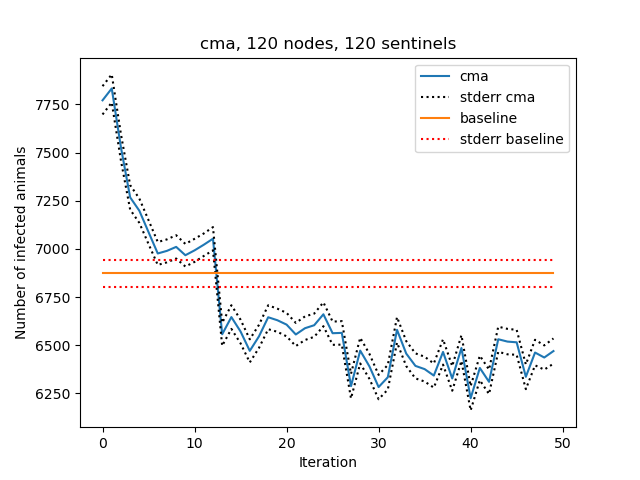 cma, 120 nodes, 120 sentinels
cma
stderr cma
baseline
stderr baseline
Number of infected animals
7750
7500
7250
7000
6750
6500
6250
0
10
20
30
40
50
Iteration